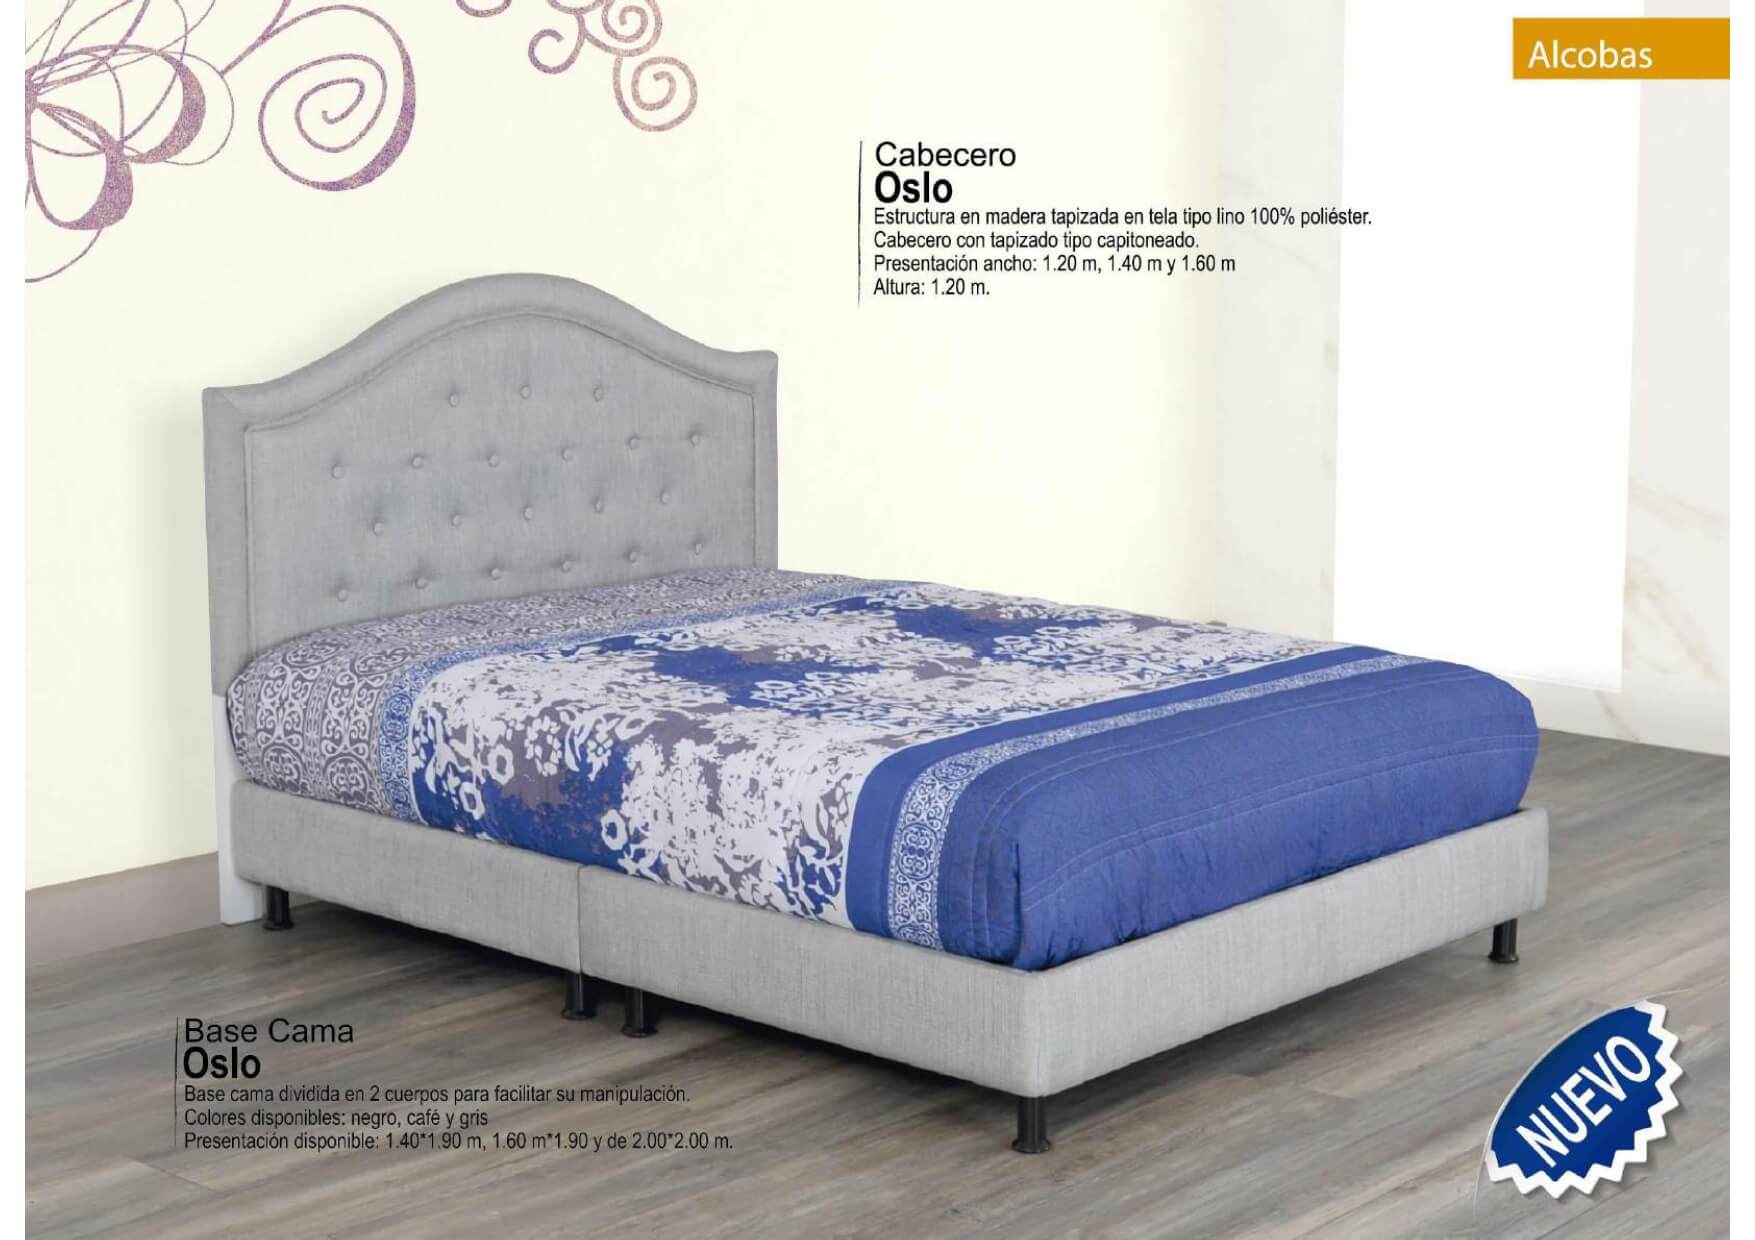 Alcobas
Cabecero
Oslo
Estructura en madera tapizada en tela tipo lino 100% poliéster.
Cabecero con tapizado tipo capitoneado.
Presentación ancho: 1.20 m, 1.40 m y 1.60 m
Altura: 1.20 m.
Base Cama
Oslo
Base cama dividida en 2 cuerpos para facilitar su manipulación.
Colores disponibles: negro, café y gris
Presentación disponible: 1.40*1.90 m, 1.60 m*1.90 y de 2.00*2.00 m.
NUEVO